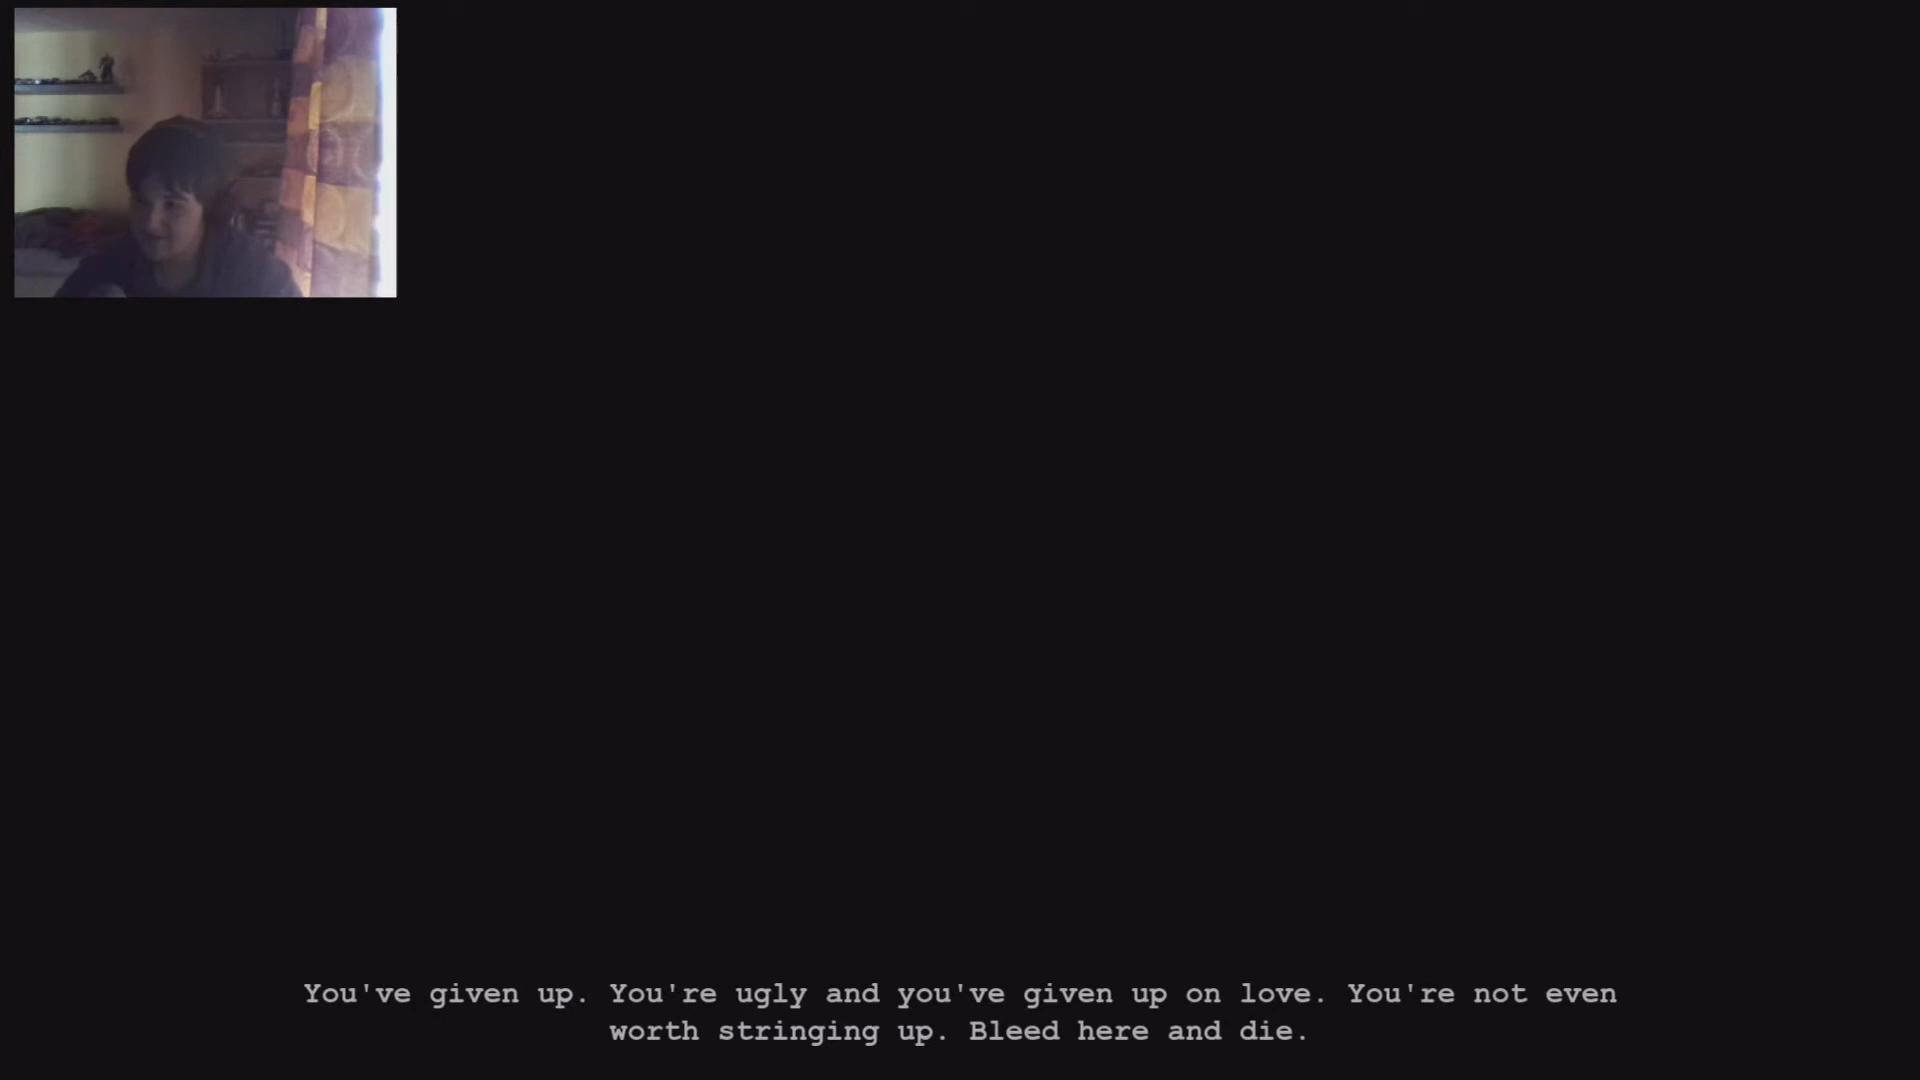 You've given up. You're ugly and you've given up on love. You're not even
worth stringing up. Bleed here and die.